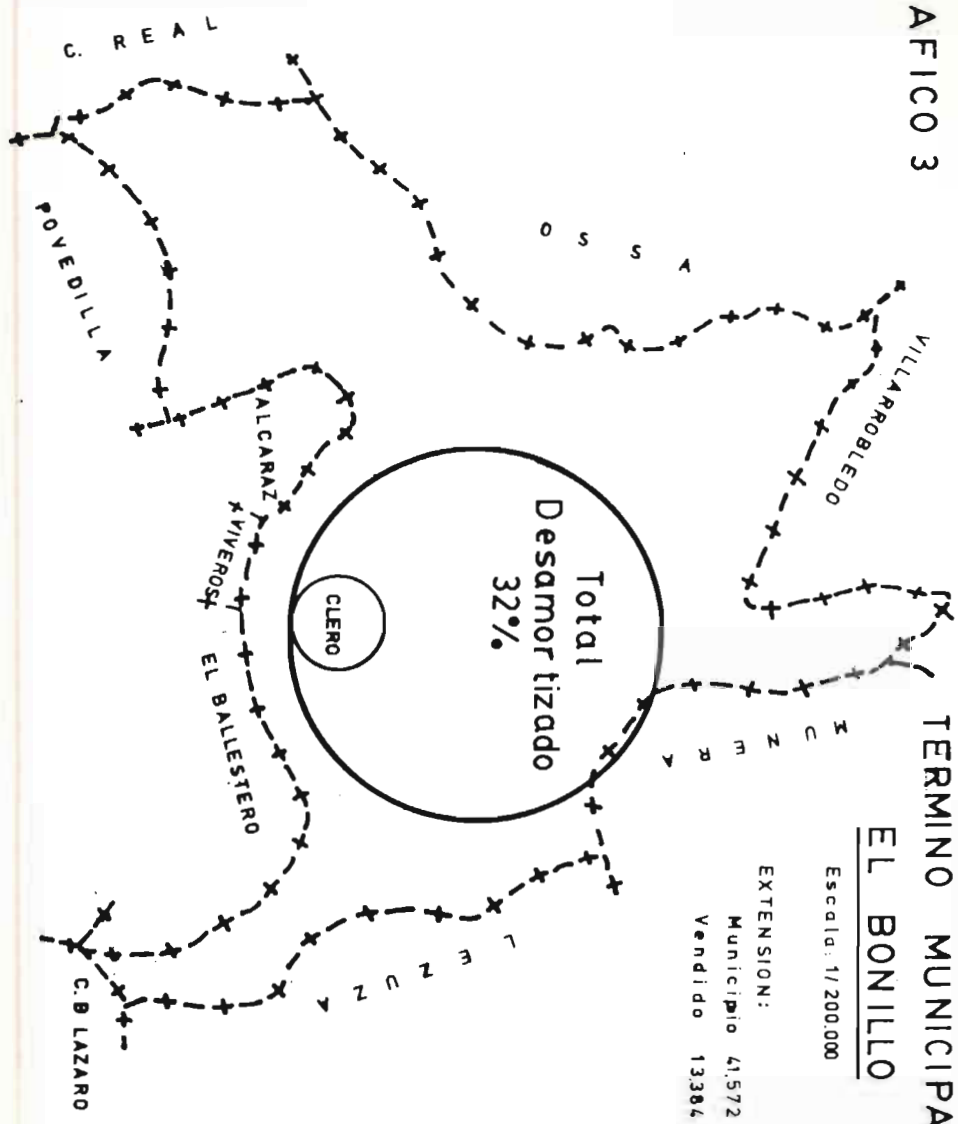 AFICO 3
TERMINO MUNICIPA
EL BONILLO
Escala: 1/200.000
EXTENSION:
Municipio 41.572
Vendido 13.384
C. REAL
OSSA
VILLARROBLEDO
MUNERA
LEZUZA
C.B LAZARO
EL BALLESTERO
VIVEROS
ALCARAZ
POVEDILLA
Total
Desamortizado
32%
CLERO